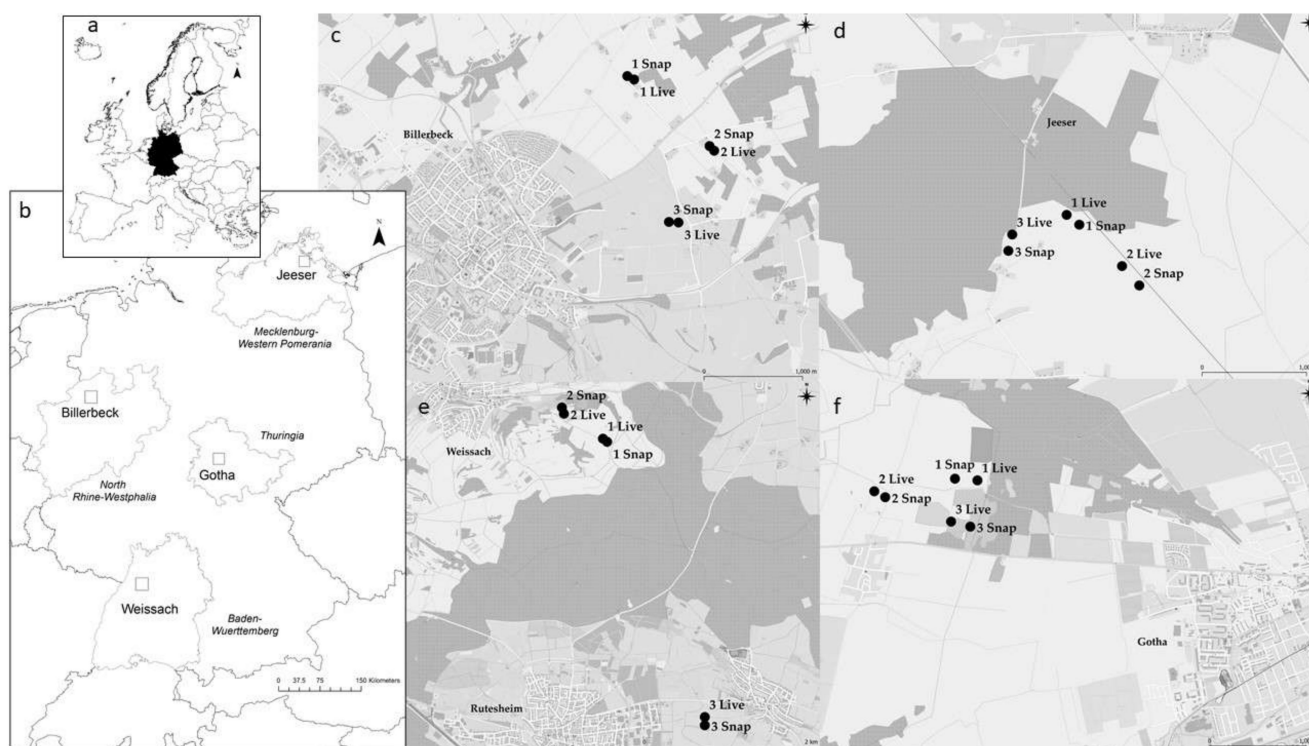 a
b
N
Jeeser
Mecklenburg-
Western Pomerania
Billerbeck
Thuringia
Gotha
North
Rhine-Westphalia
Weissach
Baden-
Wuerttemberg
0 37.5 75 150 Kilometers
c
1 Snap
1 Live
Billerbeck
2 Snap
2 Live
3 Snap
3 Live
0 1,000 m
d
Jeeser
1 Live
1 Snap
3 Live
3 Snap
2 Live
2 Snap
0
e
2 Snap
2 Live
1 Live
1 Snap
Weissach
Rutesheim
3 Live
3 Snap
2 km
f
1 Snap
1 Live
2 Live
2 Snap
3 Live
3 Snap
Gotha
0